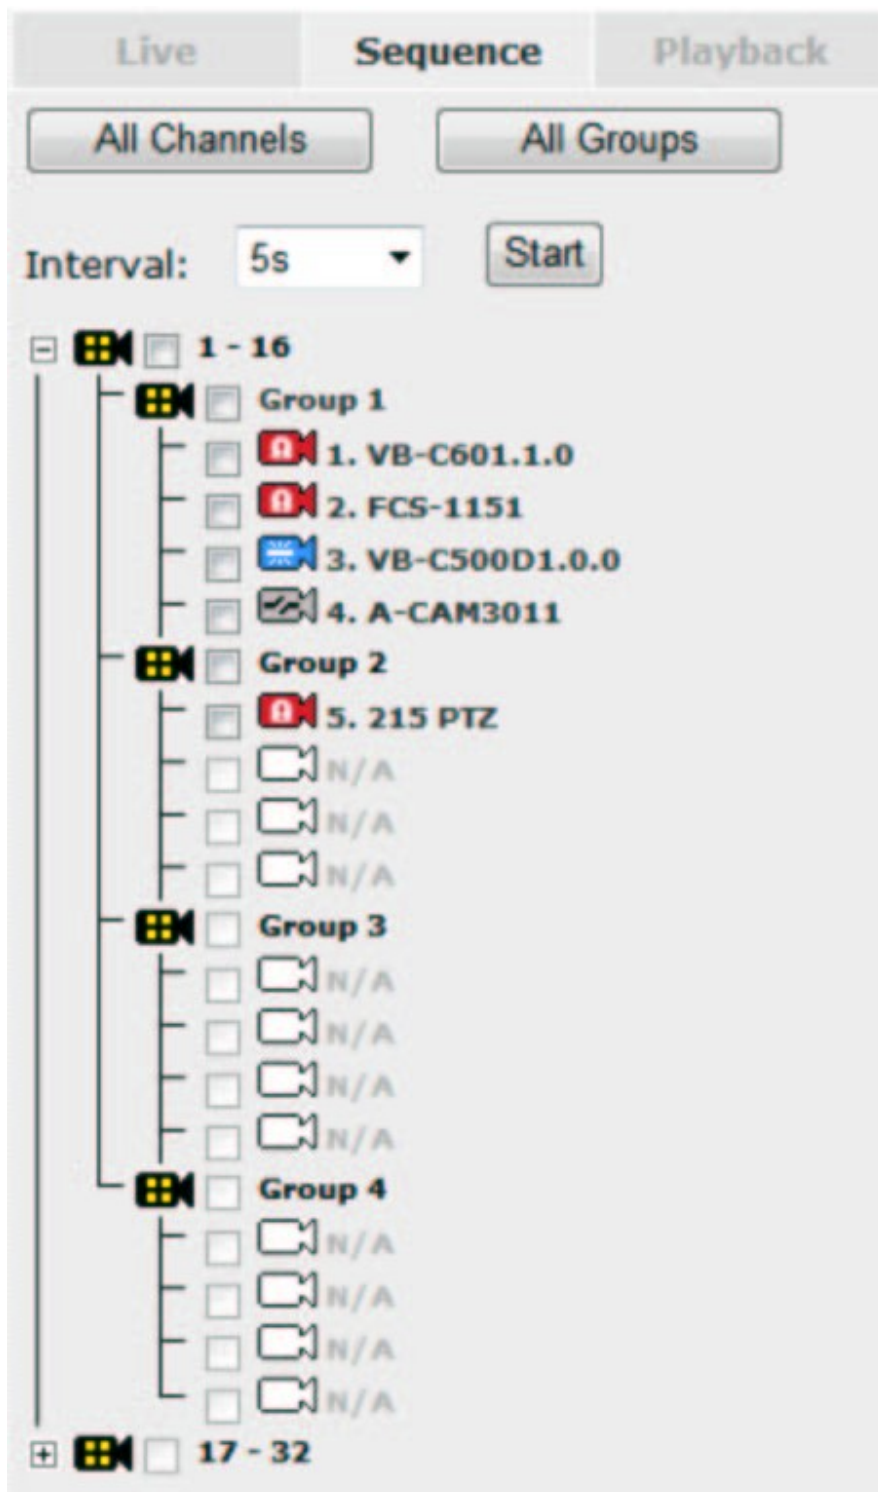 Live Sequence Playback
All Channels All Groups
Interval: 5s Start
1 - 16
Group 1
1. VB-C601.1.0
2. FCS-1151
3. VB-C500D1.0.0
4. A-CAM3011
Group 2
5. 215 PTZ
N/A
N/A
N/A
Group 3
N/A
N/A
N/A
N/A
Group 4
N/A
N/A
N/A
N/A
17 - 32